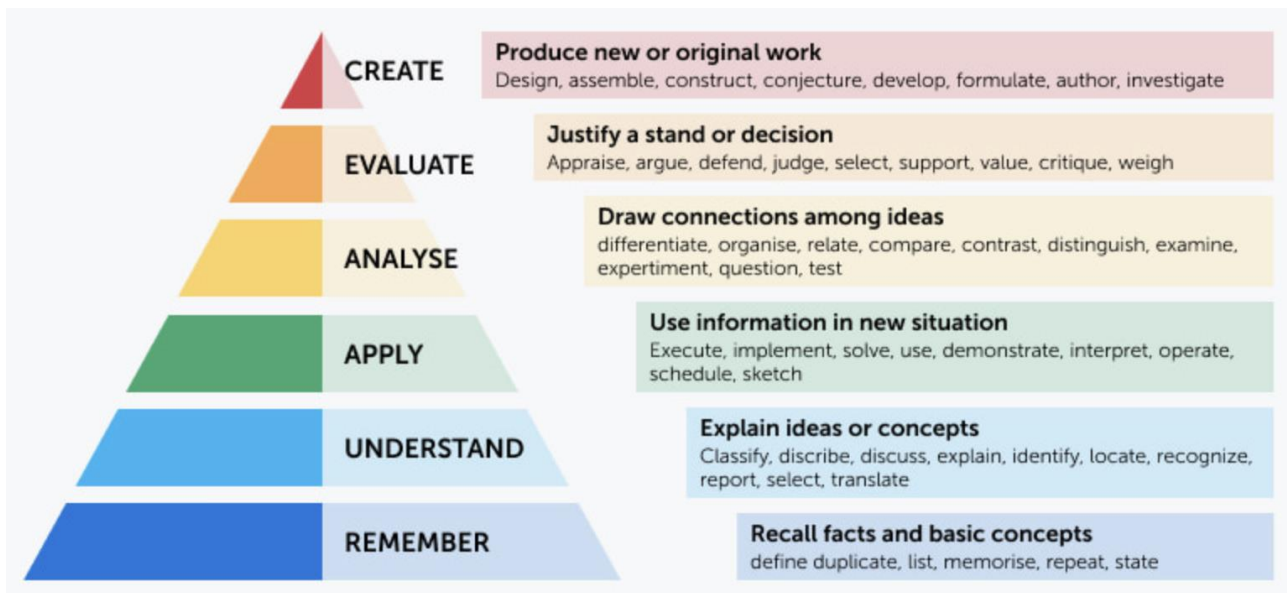 CREATE
Produce new or original work
Design, assemble, construct, conjecture, develop, formulate, author, investigate
EVALUATE
Justify a stand or decision
Appraise, argue, defend, judge, select, support, value, critique, weigh
ANALYSE
Draw connections among ideas
differentiate, organise, relate, compare, contrast, distinguish, examine,
expertiment, question, test
APPLY
Use information in new situation
Execute, implement, solve, use, demonstrate, interpret, operate,
schedule, sketch
UNDERSTAND
Explain ideas or concepts
Classify, discribe, discuss, explain, identify, locate, recognize,
report, select, translate
REMEMBER
Recall facts and basic concepts
define duplicate, list, memorise, repeat, state